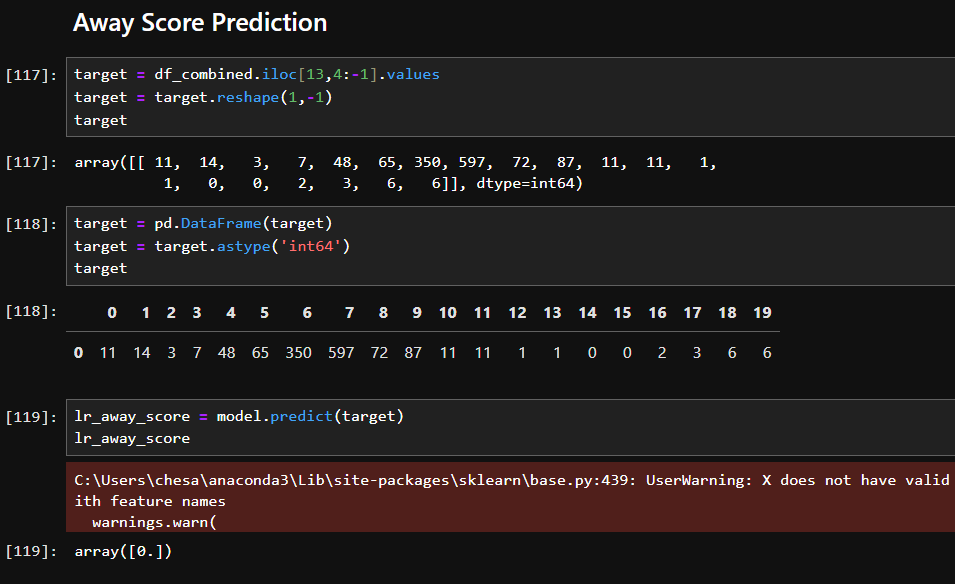 Away Score Prediction
[117]: target = df_combined.iloc[13,4:-1].values
target = target.reshape(1,-1)
target
[117]: array([[ 11, 14, 3, 7, 48, 65, 350, 597, 72, 87, 11, 11, 1,
1, 0, 0, 2, 3, 6, 6]], dtype=int64)
[118]: target = pd.DataFrame(target)
target = target.astype('int64')
target
[118]: 0 1 2 3 4 5 6 7 8 9 10 11 12 13 14 15 16 17 18 19
0 11 14 3 7 48 65 350 597 72 87 11 11 1 1 0 0 2 3 6 6
[119]: lr_away_score = model.predict(target)
lr_away_score
C:\Users\chesa\anaconda3\Lib\site-packages\sklearn\base.py:439: UserWarning: X does not have valid
ith feature names
warnings.warn(
[119]: array([0.])